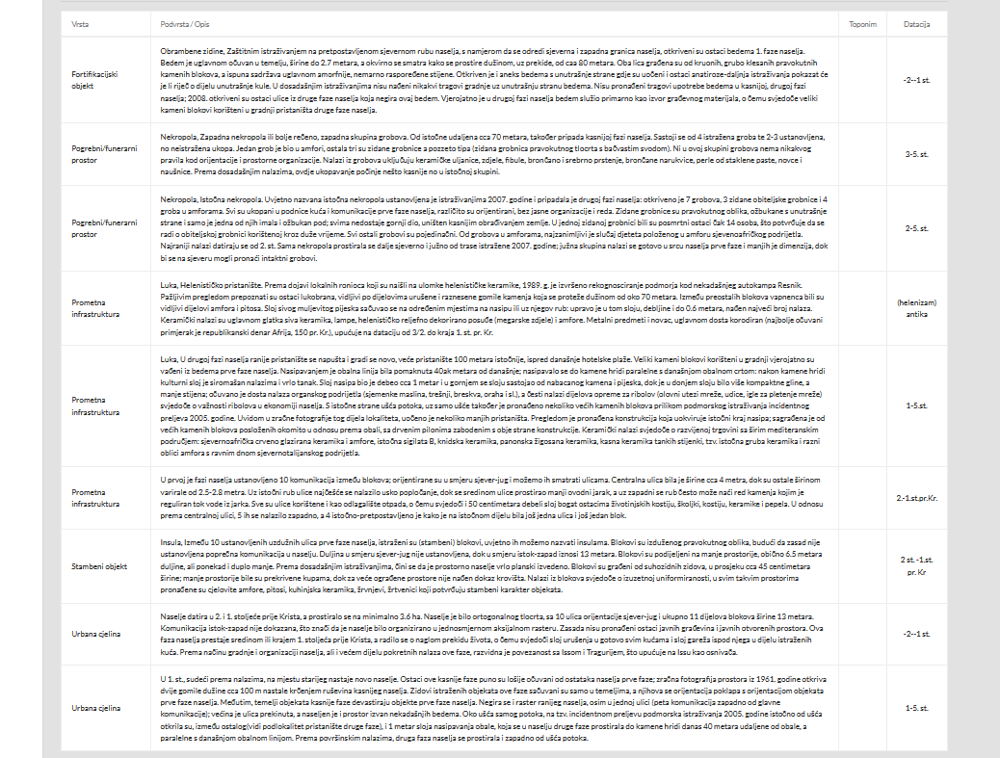 Vrsta Podvrsta / Opis Toponim Datacija
Obrambene zidine, Zaštitnim istraživanjem na pretpostavljenom sjevernom rubu naselja, s namjerom da se odredi sjeverna i zapadna granica naselja, otkriveni su ostaci bedema 1. faze naselja.
Bedem je uglavnom očuvan u temelju, širine do 2.7 metara, a okvirno se smatra kako se prostire dužinom, uz prekide, od caa 80 metara. Oba lica građena su od kruonih, grubo klesanih pravokutnih
kamenih blokova, a ispuna sadržava uglavnom amorfnije, nemarno raspoređene stijene. Otkriven je i aneks bedema s unutrašnje strane gdje su uočeni i ostaci anatiroze-daljnja istraživanja pokazat će
Fortifikacijski objekt
je li riječ o dijelu unutrašnje kule. U dosadašnjim istraživanjima nisu nađeni nikakvi tragovi gradnje uz unutrašnju stranu bedema. Nisu pronađeni tragovi upotrebe bedema u kasnijoj, drugoj fazi
-2--1 st.
naselja; 2008. otkriveni su ostaci ulice iz druge faze naselja koja negira ovaj bedem. Vjerojatno je u drugoj fazi naselja bedem služio primarno kao izvor građevnog materijala, o čemu svjedoče veliki
kameni blokovi korišteni u gradnji pristaništa druge faze naselja.
Nekropola, Zapadna nekropola ili bolje rečeno, zapadna skupina grobova. Od istočne udaljena cca 70 metara, također pripada kasnijoj fazi naselja. Sastoji se od 4 istražena groba te 2-3 ustanovljena,
Pogrebni/funerarni prostor
no neistražena ukopa. Jedan grob je bio u amfori, ostala tri su zidane grobnice a pozzeto tipa (zidana grobnica pravokutnog tlocrta s bačvastim svodom). Ni u ovoj skupini grobova nema nikakvog
pravila kod orijentacije i prostorne organizacije. Nalazi iz grobova uključuju keramičke uljanice, zdjele, fibule, brončano i srebrno prstenje, brončane narukvice, perle od staklene paste, novce i
3-5. st.
naušnice. Prema dosadašnjim nalazima, ovdje ukopavanje počinje nešto kasnije no u istočnoj skupini.
Nekropola, Istočna nekropola. Uvjetno nazvana istočna nekropola ustanovljena je istraživanjima 2007. godine i pripadala je drugoj fazi naselja: otkriveno je 7 grobova, 3 zidane obiteljske grobnice i 4
groba u amforama. Svi su ukopani u podnice kuća i komunikacije prve faze naselja, različito su orijentirani, bez jasne organizacije i reda. Zidane grobnice su pravokutnog oblika, ožbukane s unutrašnje
Pogrebni/funerarni prostor
strane i samo je jedna od njih imala i ožbukan pod; svima nedostaje gornji dio, uništen kasnijim obrađivanjem zemlje. U jednoj zidanoj grobnici bili su posmrtni ostaci čak 14 osoba, što potvrđuje da se
radi o obiteljskoj grobnici korištenoj kroz duže vrijeme. Svi ostali grobovi su pojedinačni. Od grobova u amforama, najzanimljivi je slučaj djeteta položenog u amforu sjevenoafričkog podrijetla.
2-5. st.
Najraniji nalazi datiraju se od 2. st. Sama nekropola prostirala se dalje sjeverno i južno od trase istražene 2007. godine; južna skupina nalazi se gotovo u srcu naselja prve faze i manjih je dimenzija, dok
bi se na sjeveru mogli pronaći intaktni grobovi.
Luka, Helenističko pristanište. Prema dojavi lokalnih ronioca koji su naišli na ulomke helenističke keramike, 1989. g. je izvršeno rekognosciranje podmorja kod nekadašnjeg autokampa Resnik.
Pažljivim pregledom prepoznati su ostaci lukobrana, vidljivi po dijelovima urušene i raznesene gomile kamenja koja se proteže dužinom od oko 70 metara. Između preostalih blokova vapnenca bili su
Prometna infrastruktura
vidljivi dijelovi amfora i pitosa. Sloj sivog muljevitog pijeska sačuvao se na određenim mjestima na nasipu ili uz njegov rub: upravo je u tom sloju, debljine i do 0.6 metara, nađen najveći broj nalaza.
(helenizam) antika
Keramički nalazi su uglavnom glatka siva keramika, lampe, helenističko reljefno dekorirano posuđe (megarske zdjele) i amfore. Metalni predmeti i novac, uglavnom dosta korodiran (najbolje očuvani
primjerak je republikanski denar Afrija, 150 pr. Kr.), upućuje na dataciju od 3/2. do kraja 1. st. pr. Kr.
Luka, U drugoj fazi naselja ranije pristanište se napušta i gradi se novo, veće pristanište 100 metara istočnije, ispred današnje hotelske plaže. Veliki kameni blokovi korišteni u gradnji vjerojatno su
vađeni iz bedema prve faze naselja. Nasipavanjem je obalna linija bila pomaknuta 40ak metara od današnje; nasipavalo se do kamene hridi paralelne s današnjom obalnom crtom: nakon kamene hridi
kulturni sloj je siromašan nalazima i vrlo tanak. Sloj nasipa bio je debeo cca 1 metar i u gornjem se sloju sastojao od nabacanog kamena i pijeska, dok je u donjem sloju bilo više kompaktne gline, a
manje stijena; očuvano je dosta nalaza organskog podrijetla (sjemenke maslina, trešnji, breskva, oraha i sl.), a česti nalazi dijelova opreme za ribolov (olovni utezi mreže, udice, igle za pletenje mreže)
Prometna infrastruktura
svjedoče o važnosti ribolova u ekonomiji naselja. S istočne strane ušća potoka, uz samo ušće također je pronađeno nekoliko većih kamenih blokova prilikom podmorskog istraživanja incidentnog
1-5.st.
preljeva 2005. godine. Uvidom u zračne fotografije tog dijela lokaliteta, uočeno je nekoliko manjih pristaništa. Pregledom je pronađena konstrukcija koja uokviruje istočni kraj nasipa; sagrađena je od
većih kamenih blokova posloženih okomito u odnosu prema obali, sa drvenim pilonima zabodenim s obje strane konstrukcije. Keramički nalazi svjedoče o razvijenoj trgovini sa širim mediteranskim
područjem: sjevernoafrička crveno glazirana keramika i amfore, istočna sigilata B, knidska keramika, panonska žigosana keramika, kasna keramika tankih stijenki, tzv. istočna gruba keramika i razni
oblici amfora s ravnim dnom sjevernotalijanskog podrijetla.
U prvoj je fazi naselja ustanovljeno 10 komunikacija između blokova; orijentirane su u smjeru sjever-jug i možemo ih smatrati ulicama. Centralna ulica bila je širine cca 4 metra, dok su ostale širinom
Prometna infrastruktura
varirale od 2.5-2.8 metra. Uz istočni rub ulice najčešće se nalazilo usko popločanje, dok se sredinom ulice prostirao manji ovodni jarak, a uz zapadni se rub često može naći red kamenja kojim je
reguliran tok vode iz jarka. Sve su ulice korištene i kao odlagalište otpada, o čemu svjedoči i 50 centimetara debeli sloj bogat ostacima životinjskih kostiju, školjki, kostiju, keramike i pepela. U odnosu
2.-1.st.pr.Kr.
prema centralnoj ulici, 5 ih se nalazilo zapadno, a 4 istočno-pretpostavljeno je kako je na istočnom dijelu bila još jedna ulica i još jedan blok.
Insula, Između 10 ustanovljenih uzdužnih ulica prve faze naselja, istraženi su (stambeni) blokovi, uvjetno ih možemo nazvati insulama. Blokovi su izduženog pravokutnog oblika, budući da zasad nije
ustanovljena poprečna komunikacija u naselju. Duljina u smjeru sjever-jug nije ustanovljena, dok u smjeru istok-zapad iznosi 13 metara. Blokovi su podijeljeni na manje prostorije, obično 6.5 metara
Stambeni objekt
duljine, ali ponekad i duplo manje. Prema dosadašnjim istraživanjima, čini se da je prostorno naselje vrlo planski izvedeno. Blokovi su građeni od suhozidnih zidova, u prosjeku cca 45 centimetara
2 st. -1.st. pr. Kr
širine; manje prostorije bile su prekrivene kupama, dok za veće ograđene prostore nije nađen dokaz krovišta. Nalazi iz blokova svjedoče o izuzetnoj uniformiranosti, u svim takvim prostorima
pronađene su cjelovite amfore, pitosi, kuhinjska keramika, žrvnjevi, žrtvenici koji potvrđuju stambeni karakter objekata.
Naselje datira u 2. i 1. stoljeće prije Krista, a prostiralo se na minimalno 3.6 ha. Naselje je bilo ortogonalnog tlocrta, sa 10 ulica orijentacije sjever-jug i ukupno 11 dijelova blokova širine 13 metara.
Urbana cjelina
Komunikacija istok-zapad nije dokazana, što znači da je naselje bilo organizirano u jednosmjernom aksijalnom rasteru. Zasada nisu pronađeni ostaci javnih građevina i javnih otvorenih prostora. Ova
faza naselja prestaje sredinom ili krajem 1. stoljeća prije Krista, a radilo se o naglom prekidu života, o čemu svjedoči sloj urušenja u gotovo svim kućama i sloj gareža ispod njega u dijelu istraženih
-2--1 st.
kuća. Prema načinu gradnje i organizaciji naselja, ali i većem dijelu pokretnih nalaza ove faze, razvidna je povezanost sa Issom i Tragurijem, što upućuje na Issu kao osnivača.
U 1. st., sudeći prema nalazima, na mjestu starijeg nastaje novo naselje. Ostaci ove kasnije faze puno su lošije očuvani od ostataka naselja prve faze; zračna fotografija prostora iz 1961. godine otkriva
dvije gomile dužine cca 100 m nastale krčenjem ruševina kasnijeg naselja. Zidovi istraženih objekata ove faze sačuvani su samo u temeljima, a njihova se orijentacija poklapa s orijentacijom objekata
prve faze naselja. Međutim, temelji objekata kasnije faze devastiraju objekte prve faze naselja. Negira se i raster ranijeg naselja, osim u jednoj ulici (peta komunikacija zapadno od glavne
Urbana cjelina
komunikacije); većina je ulica prekinuta, a naseljen je i prostor izvan nekadašnjih bedema. Oko ušća samog potoka, na tzv. incidentnom preljevu podmorska istraživanja 2005. godine istočno od ušća
1-5. st.
otkrila su, između ostalog(vidi podlokalitet pristanište druge faze), i 1 metar sloja nasipavanja obale, koja se u naselju druge faze prostirala do kamene hridi danas 40 metara udaljene od obale, a
paralelne s današnjom obalnom linijom. Prema površinskim nalazima, druga faza naselja se prostirala i zapadno od ušća potoka.